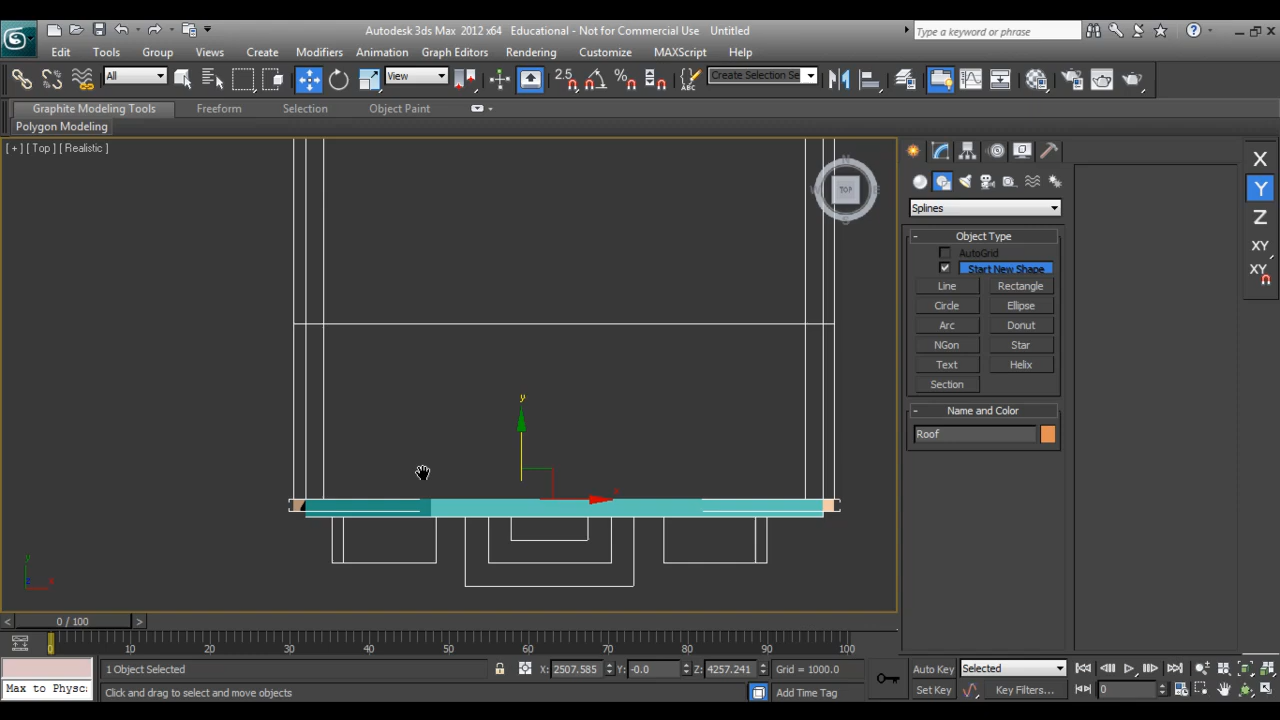 Autodesk 3ds Max 2012 x64 Educational - Not for Commercial Use Untitled
Type a keyword or phrase
Edit Tools Group Views Create Modifiers Animation Graph Editors Rendering Customize MAXScript Help
All View 2.5 Create Selection Se
Graphite Modeling Tools Freeform Selection Object Paint
Polygon Modeling
[ + ] [ Top ] [ Realistic ]
TOP
X
Y
Z
XY
XY
Splines
- Object Type
AutoGrid
Start New Shape
Line Rectangle
Circle Ellipse
Arc Donut
NGon Star
Text Helix
Section
- Name and Color
Roof
y
x
y
x
< 0 / 100 >
0 10 20 30 40 50 60 70 80 90 100
1 Object Selected X: 2507.585 Y: -0.0 Z: 4257.241 Grid = 1000.0 Auto Key Selected
Max to Physc: Click and drag to select and move objects Add Time Tag Set Key Key Filters... 0